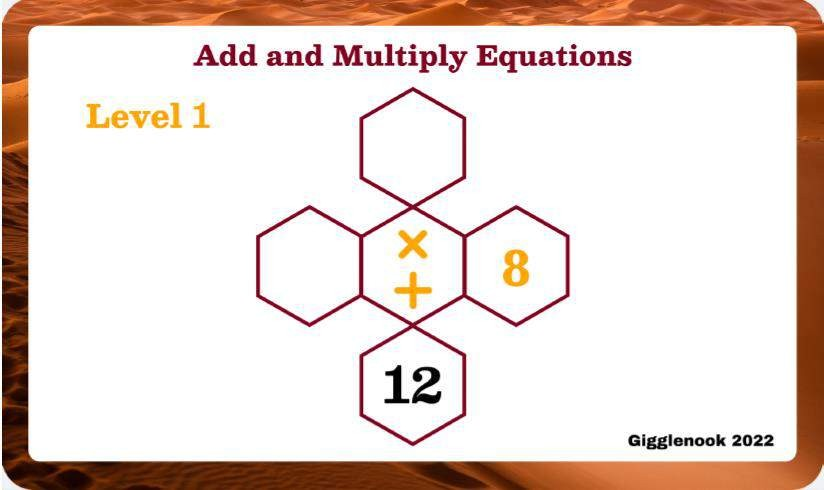 Add and Multiply Equations
Level 1
×
+
8
12
Gigglenook 2022